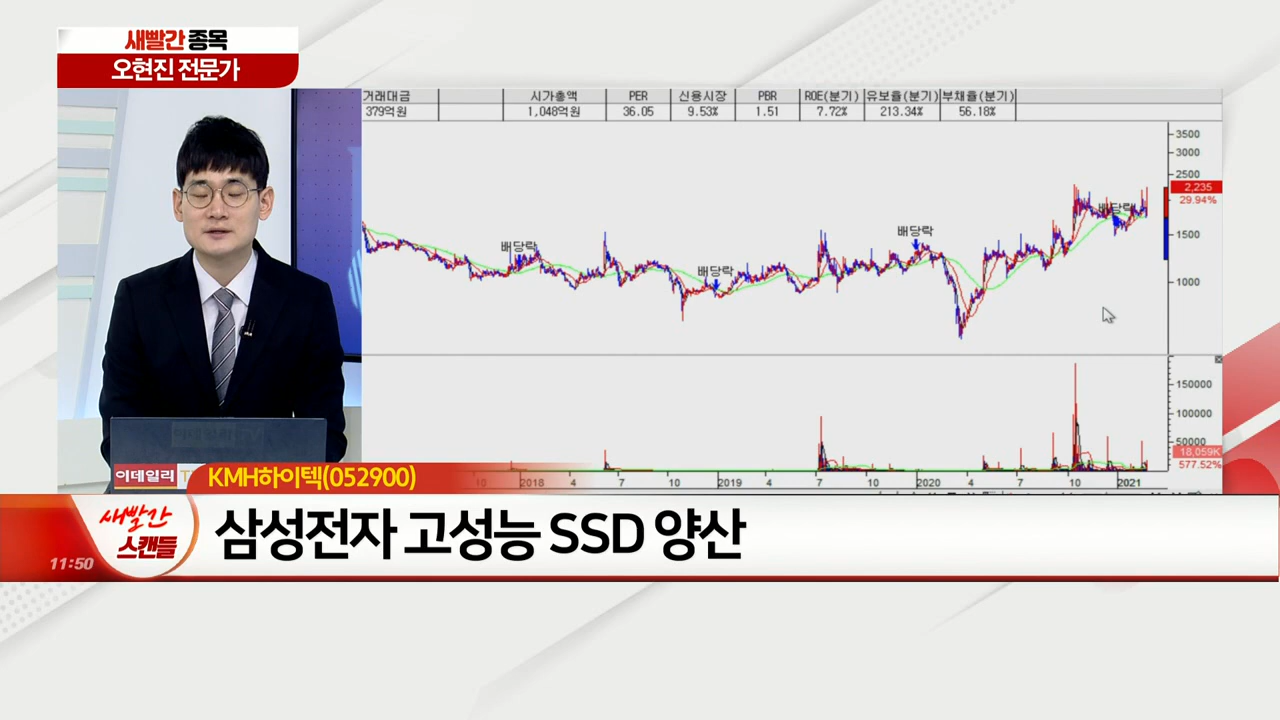 새빨간 종목
오현진 전문가
거래대금 시가총액 PER 신용시장 PBR ROE(분기) 유보율(분기) 부채율(분기)
379억원 1,048억원 36.05 9.53% 1.51 7.72% 213.34% 56.18%
3500
3000
2500
2,235
29.94%
배당락
배당락
배당락
배당락
1500
1000
150000
100000
50000
18,059K
577.52%
10 2018 4 7 10 2019 4 7 10 2020 4 7 10 2021
이데일리 T
KMH하이텍(052900)
새빨간
스캔들
11:50
삼성전자 고성능 SSD 양산